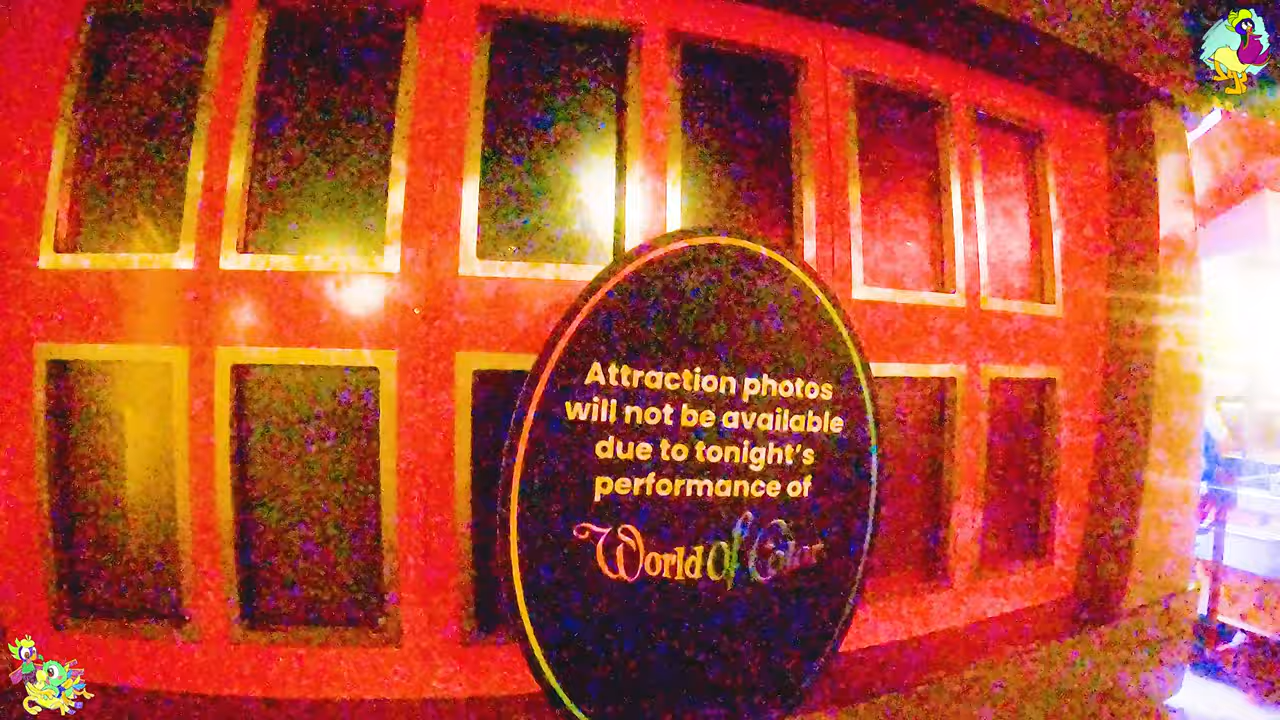 Attraction photos
will not be available
due to tonight's
performance of
World Of Color